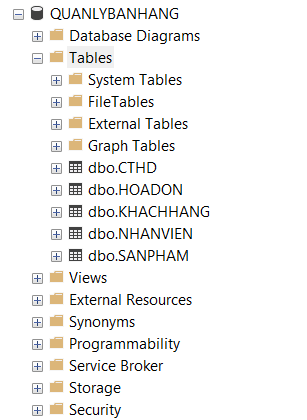 QUANLYBANHANG
Database Diagrams
Tables
System Tables
FileTables
External Tables
Graph Tables
dbo.CTHD
dbo.HOADON
dbo.KHACHHANG
dbo.NHANVIEN
dbo.SANPHAM
Views
External Resources
Synonyms
Programmability
Service Broker
Storage
Security